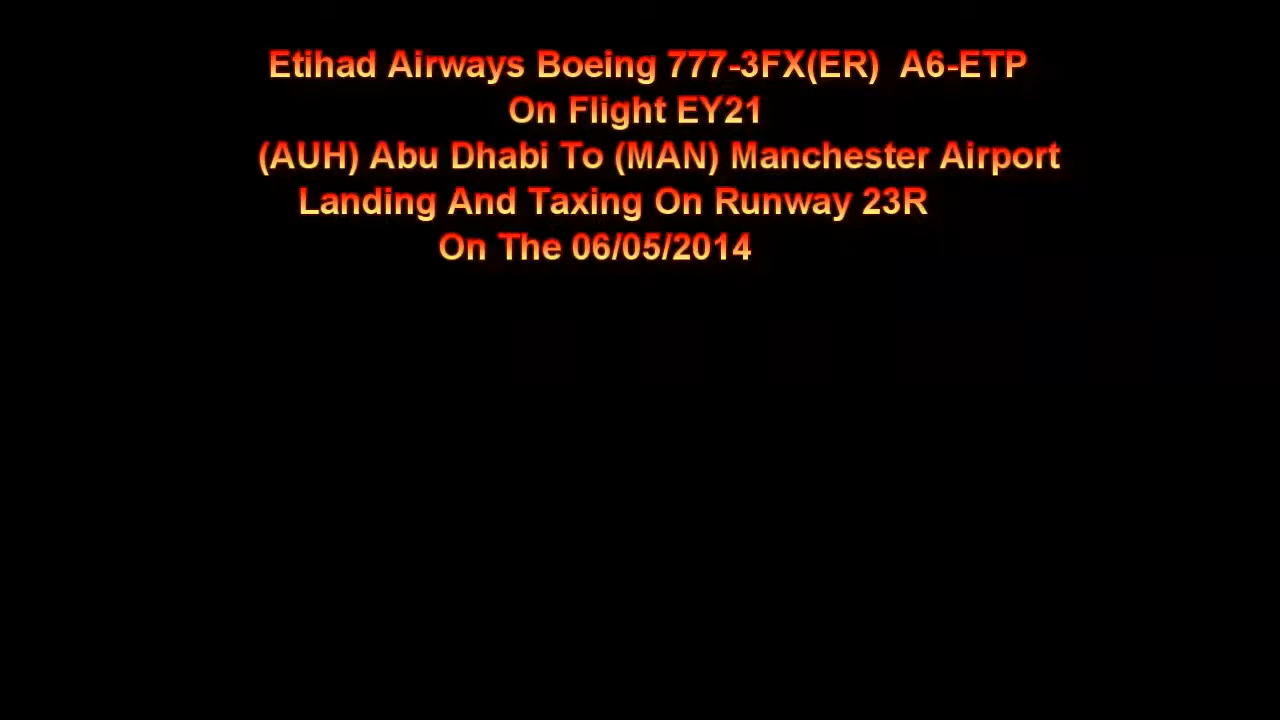 Etihad Airways Boeing 777-3FX(ER)  A6-ETP
On Flight EY21
(AUH) Abu Dhabi To (MAN) Manchester Airport
Landing And Taxing On Runway 23R
On The 06/05/2014